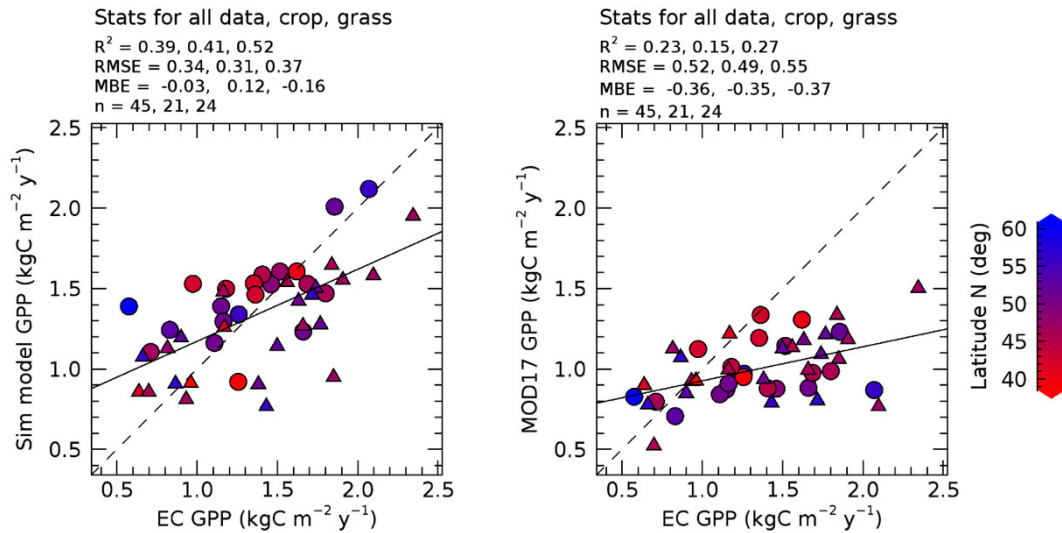 Stats for all data, crop, grass
R² = 0.39, 0.41, 0.52
RMSE = 0.34, 0.31, 0.37
MBE = -0.03, 0.12, -0.16
n = 45, 21, 24
2.5
2.0
1.5
1.0
0.5
Sim model GPP (kgC m⁻² y⁻¹)
0.5 1.0 1.5 2.0 2.5
EC GPP (kgC m⁻² y⁻¹)
Stats for all data, crop, grass
R² = 0.23, 0.15, 0.27
RMSE = 0.52, 0.49, 0.55
MBE = -0.36, -0.35, -0.37
n = 45, 21, 24
2.5
2.0
1.5
1.0
0.5
MOD17 GPP (kgC m⁻² y⁻¹)
0.5 1.0 1.5 2.0 2.5
EC GPP (kgC m⁻² y⁻¹)
Latitude N (deg)
60
55
50
45
40